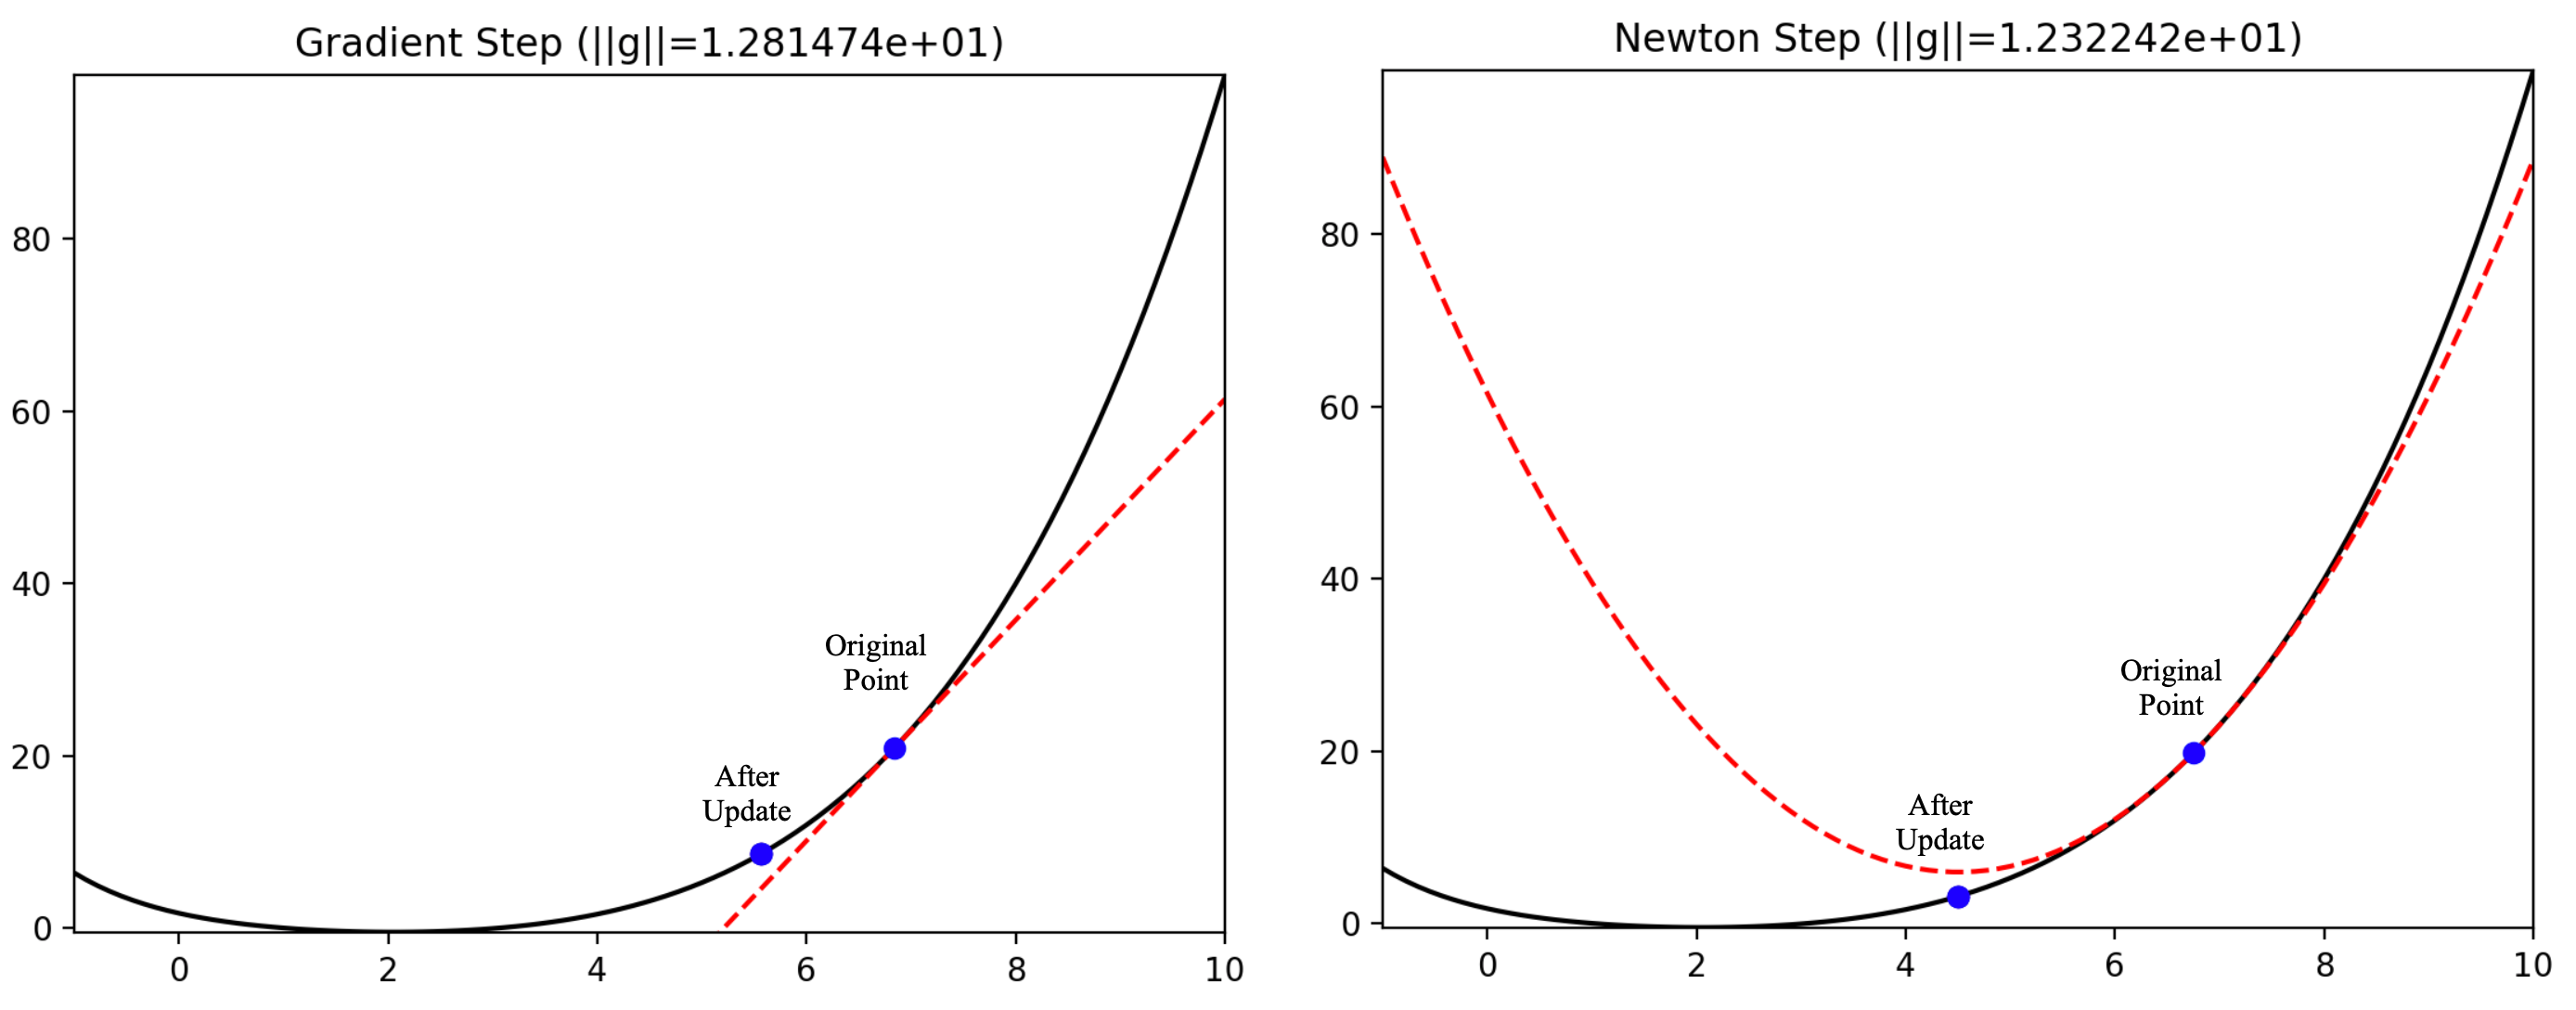 Gradient Step (||g||=1.281474e+01)
80
60
40
20
0
0 2 4 6 8 10
Original
Point
After
Update
Newton Step (||g||=1.232242e+01)
80
60
40
20
0
0 2 4 6 8 10
Original
Point
After
Update